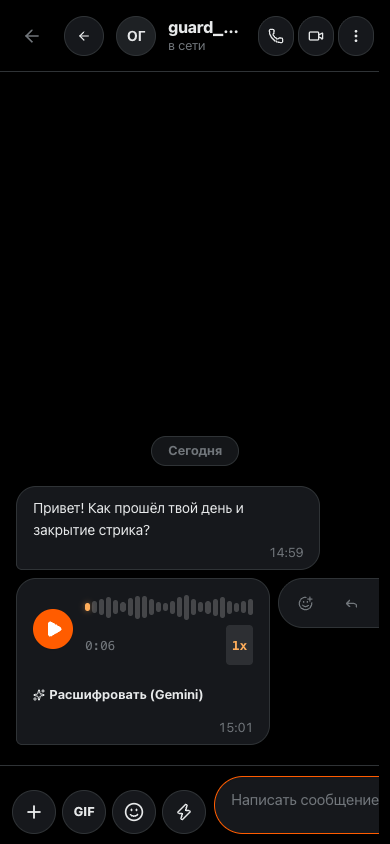 ОГ
guard_...
в сети
Сегодня
Привет! Как прошёл твой день и
закрытие стрика?
14:59
0:06
1x
Расшифровать (Gemini)
15:01
GIF
Написать сообщение